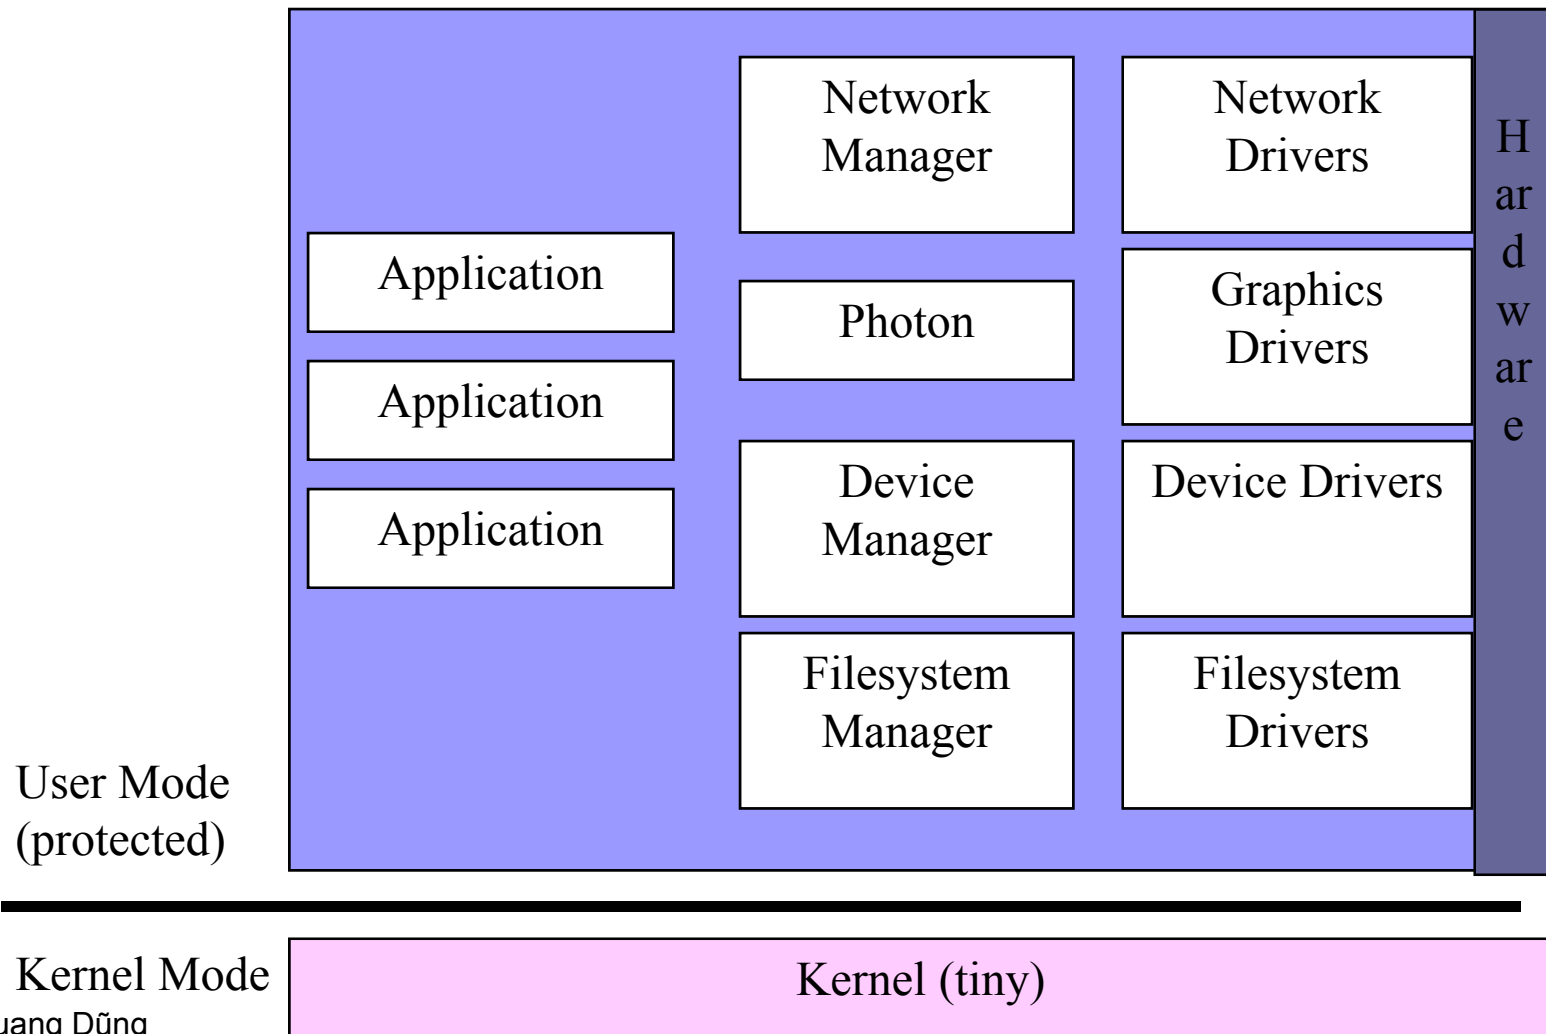 Network
Manager
Network
Drivers
H
ar
d
w
ar
e
Application
Photon
Graphics
Drivers
Application
Application
Device
Manager
Device Drivers
Filesystem
Manager
Filesystem
Drivers
User Mode
(protected)
Kernel Mode
Kernel (tiny)
Dũng